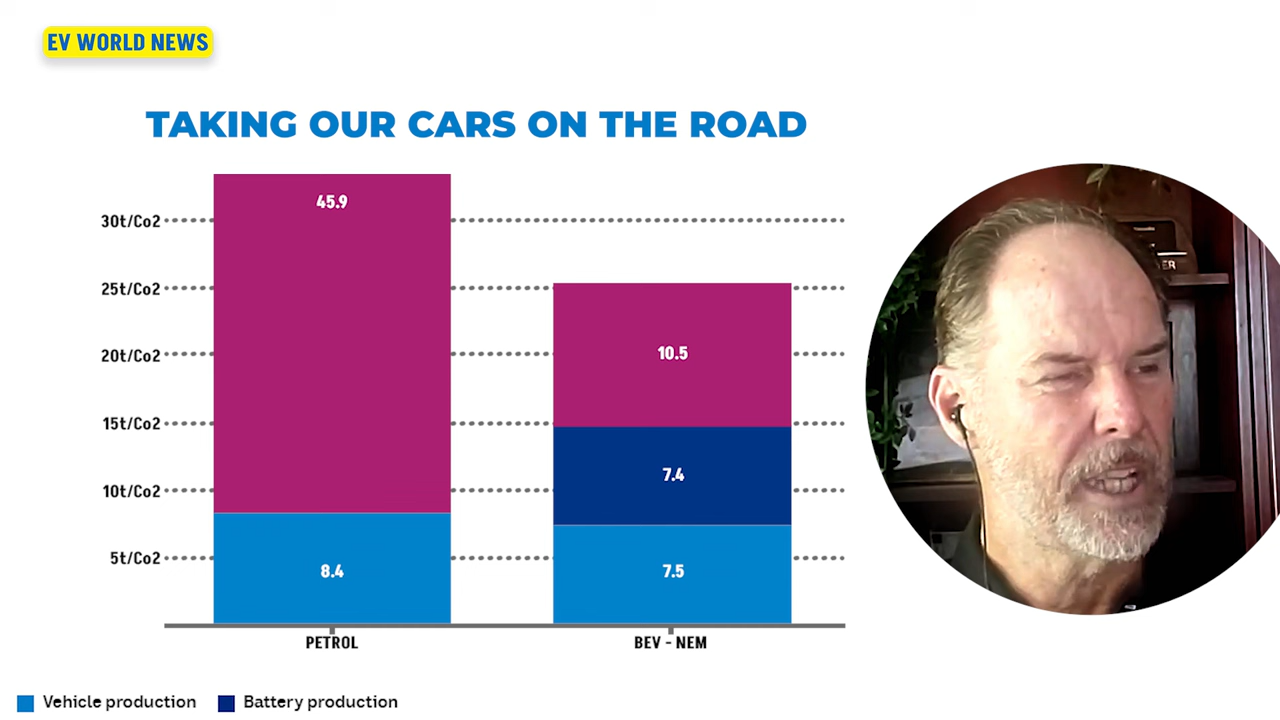 EV WORLD NEWS
TAKING OUR CARS ON THE ROAD
45.9
30t/Co2
25t/Co2
20t/Co2
10.5
15t/Co2
7.4
10t/Co2
5t/Co2
8.4
7.5
PETROL
BEV - NEM
Vehicle production
Battery production
ER